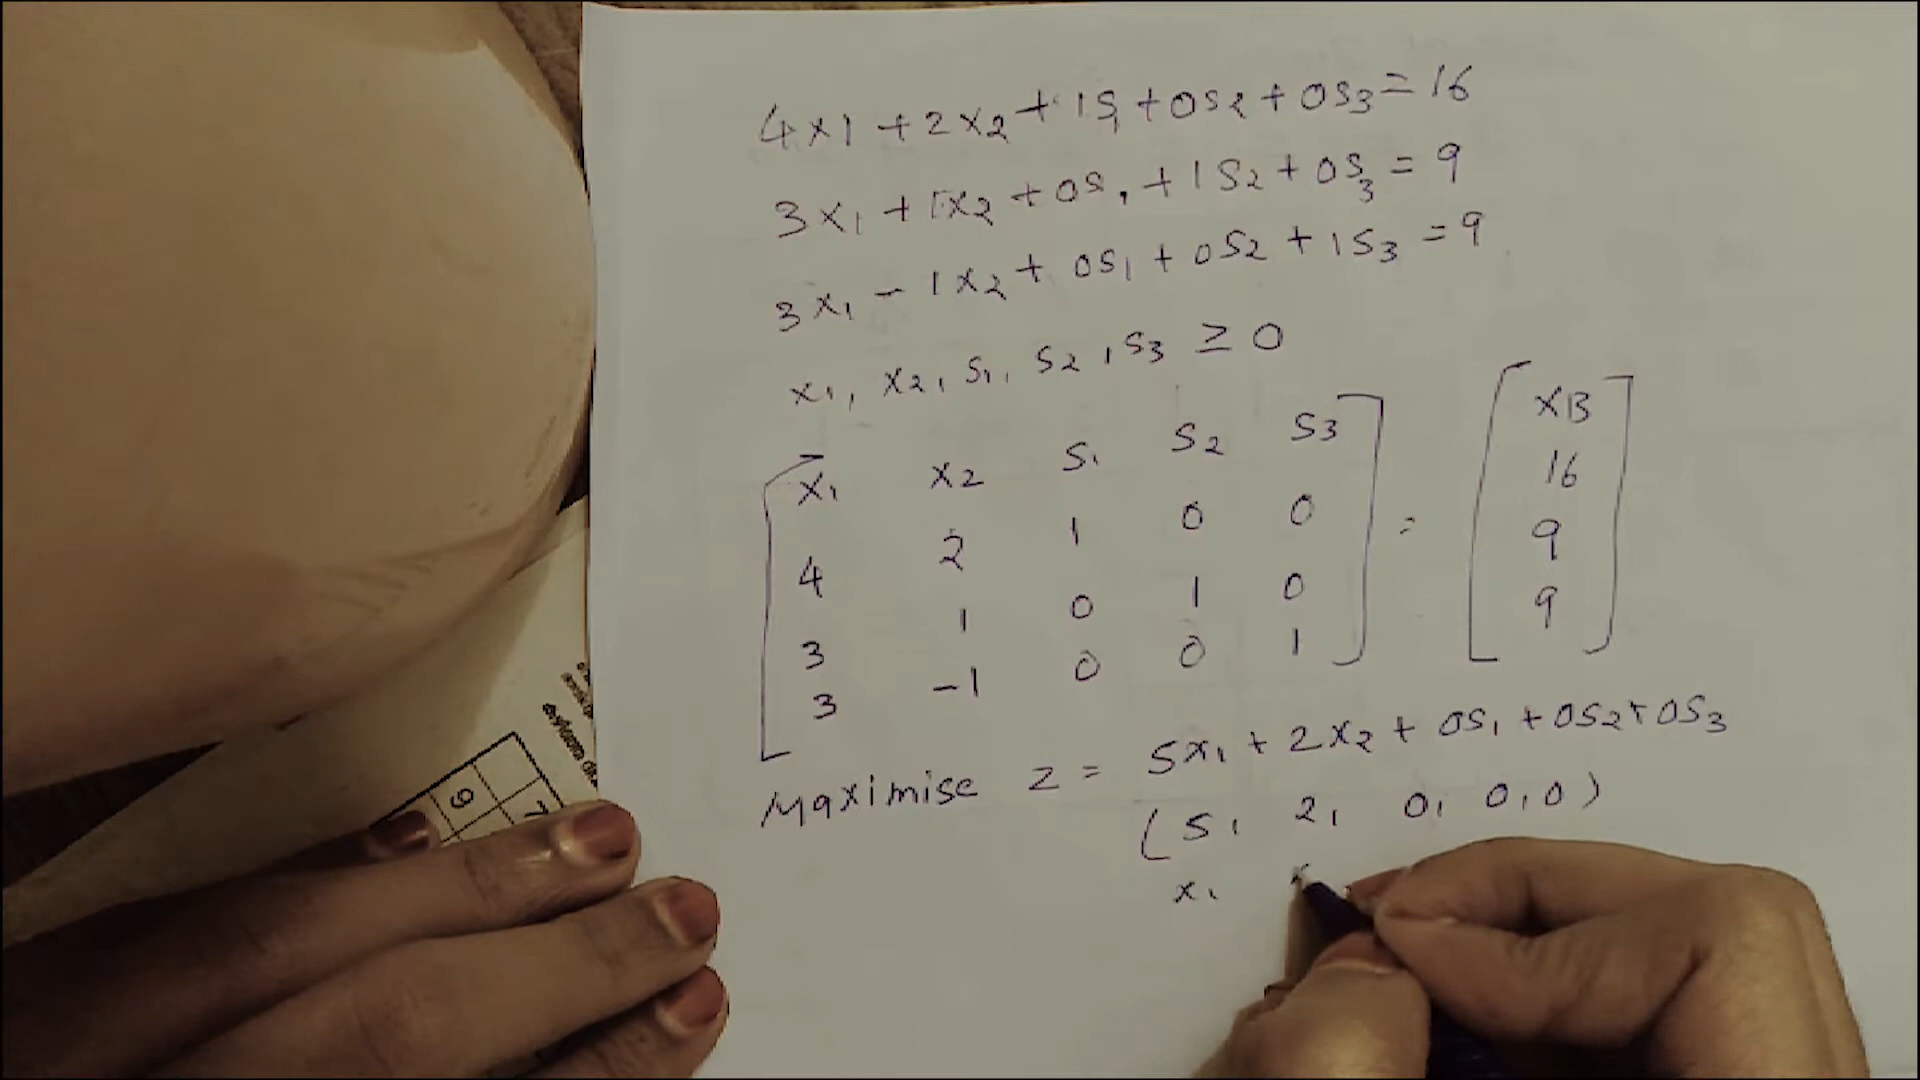 4x1 + 2x2 + 1S1 + 0S2 + 0S3 = 16
3x1 + 1x2 + 0S1 + 1S2 + 0S3 = 9
3x1 - 1x2 + 0S1 + 0S2 + 1S3 = 9
x1, x2, S1, S2, S3 ≥ 0
x1 x2 S1 S2 S3 xB
4 2 1 0 0 = 16
3 1 0 1 0 9
3 -1 0 0 1 9
Maximise z = 5x1 + 2x2 + 0S1 + 0S2 + 0S3
(5, 2, 0, 0, 0)
x1
9 7